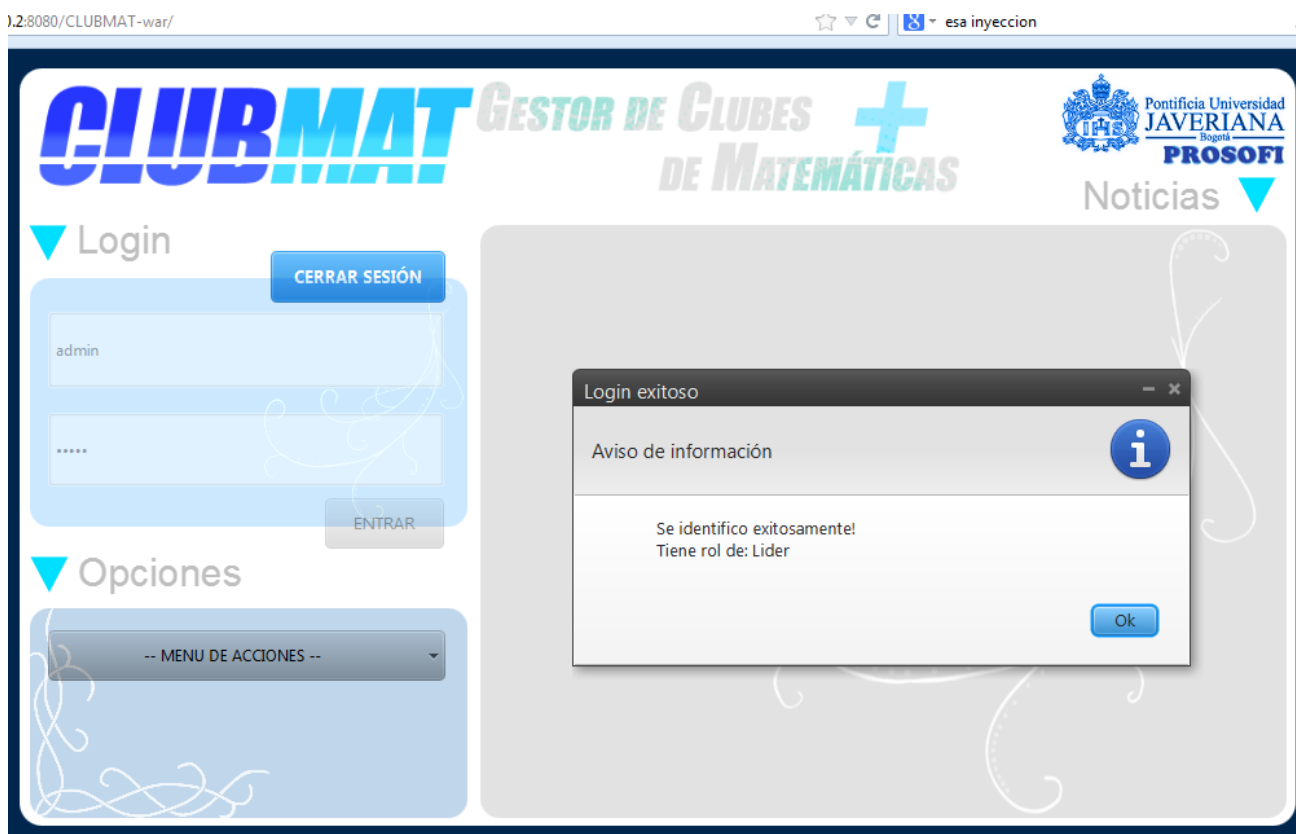 0.2:8080/CLUBMAT-war/
esa inyeccion
CLUBMAT
GESTOR DE CLUBES
DE MATEMÁTICAS
Pontificia Universidad
JAVERIANA
Bogotá
PROSOFI
Noticias
Login
CERRAR SESIÓN
admin
•••••
ENTRAR
Opciones
-- MENU DE ACCIONES --
Login exitoso
Aviso de información
Se identifico exitosamente!
Tiene rol de: Lider
Ok